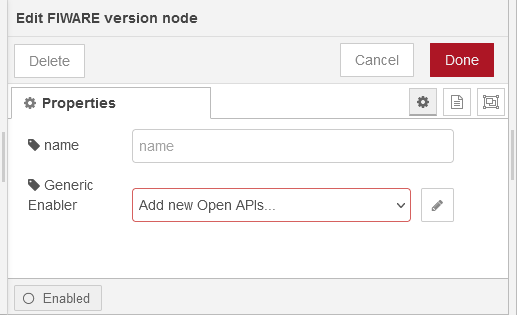 Edit FIWARE version node
Delete
Cancel
Done
Properties
name
name
Generic
Enabler
Add new Open APIs...
Enabled